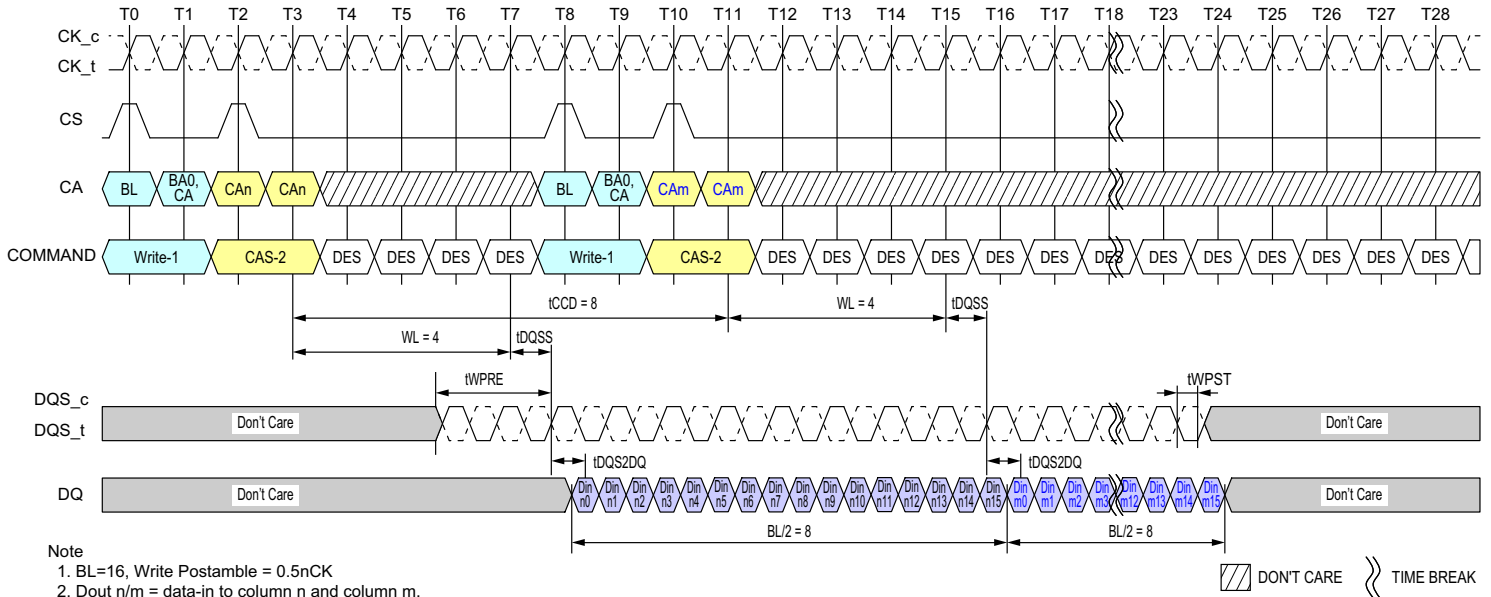 T0 T1 T2 T3 T4 T5 T6 T7 T8 T9 T10 T11 T12 T13 T14 T15 T16 T17 T18 T23 T24 T25 T26 T27 T28
CK_c
CK_t
CS
CA BL BA0, CA CAn CAn BL BA0, CA CAm CAm
COMMAND Write-1 CAS-2 DES DES DES DES Write-1 CAS-2 DES DES DES DES DES DES DES DES DES DES DES DES DES
tCCD = 8 WL = 4 tDQSS
WL = 4 tDQSS
tWPRE tWPST
DQS_c
DQS_t Don't Care Don't Care
tDQS2DQ tDQS2DQ
DQ Don't Care Din n0 Din n1 Din n2 Din n3 Din n4 Din n5 Din n6 Din n7 Din n8 Din n9 Din n10 Din n11 Din n12 Din n13 Din n14 Din n15 Din m0 Din m1 Din m2 Din m3 Din m12 Din m13 Din m14 Din m15 Don't Care
BL/2 = 8 BL/2 = 8
Note
1. BL=16, Write Postamble = 0.5nCK
2. Dout n/m = data-in to column n and column m.
DON'T CARE TIME BREAK